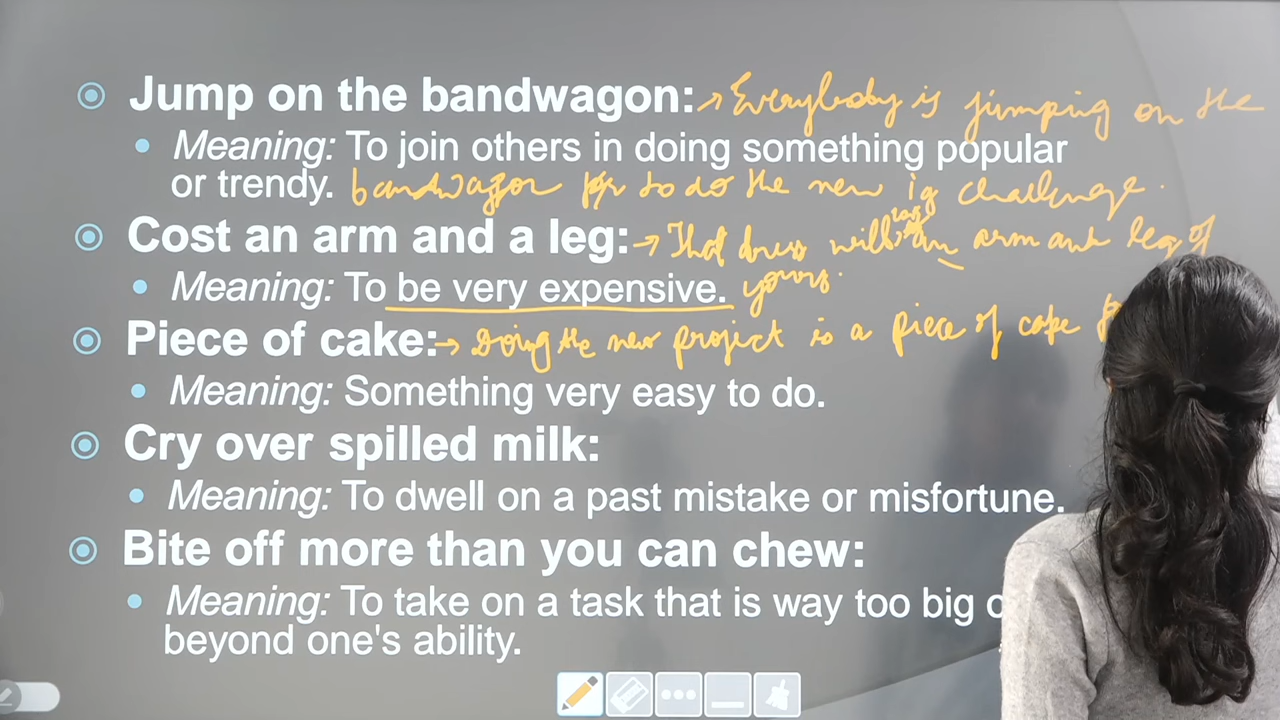 Jump on the bandwagon: → Everybody is jumping on the
Meaning: To join others in doing something popular
or trendy. bandwagon for to do the new ig challenge.
Cost an arm and a leg: → That dress will cost an arm and leg of
Meaning: To be very expensive. yours.
Piece of cake: → Doing the new project is a piece of cake
Meaning: Something very easy to do.
Cry over spilled milk:
Meaning: To dwell on a past mistake or misfortune.
Bite off more than you can chew:
Meaning: To take on a task that is way too big
beyond one's ability.